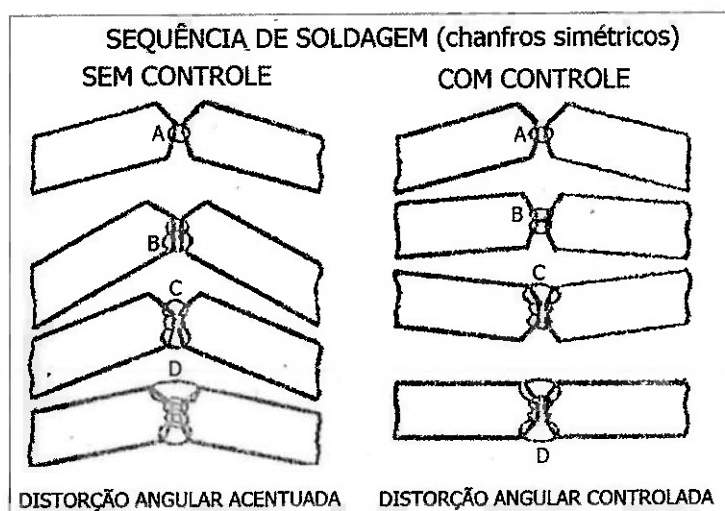 SEQUÊNCIA DE SOLDAGEM (chanfros simétricos)
SEM CONTROLE
COM CONTROLE
A
B
C
D
A
B
C
D
DISTORÇÃO ANGULAR ACENTUADA
DISTORÇÃO ANGULAR CONTROLADA